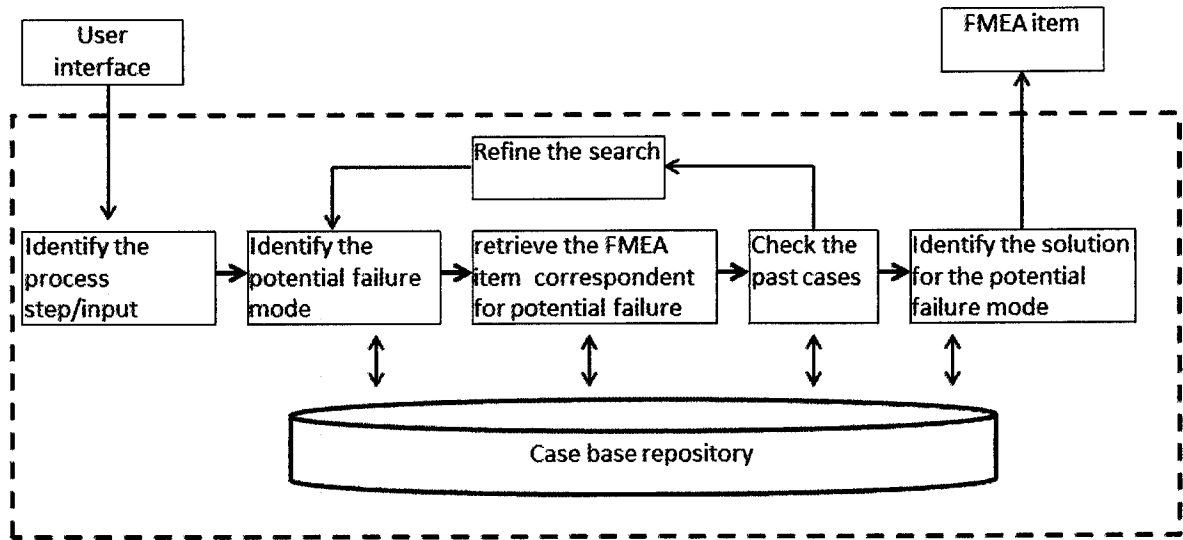 User
interface
FMEA item
Refine the search
Identify the
process
step/input
Identify the
potential failure
mode
retrieve the FMEA
item correspondent
for potential failure
Check the
past cases
Identify the solution
for the potential
failure mode
Case base repository